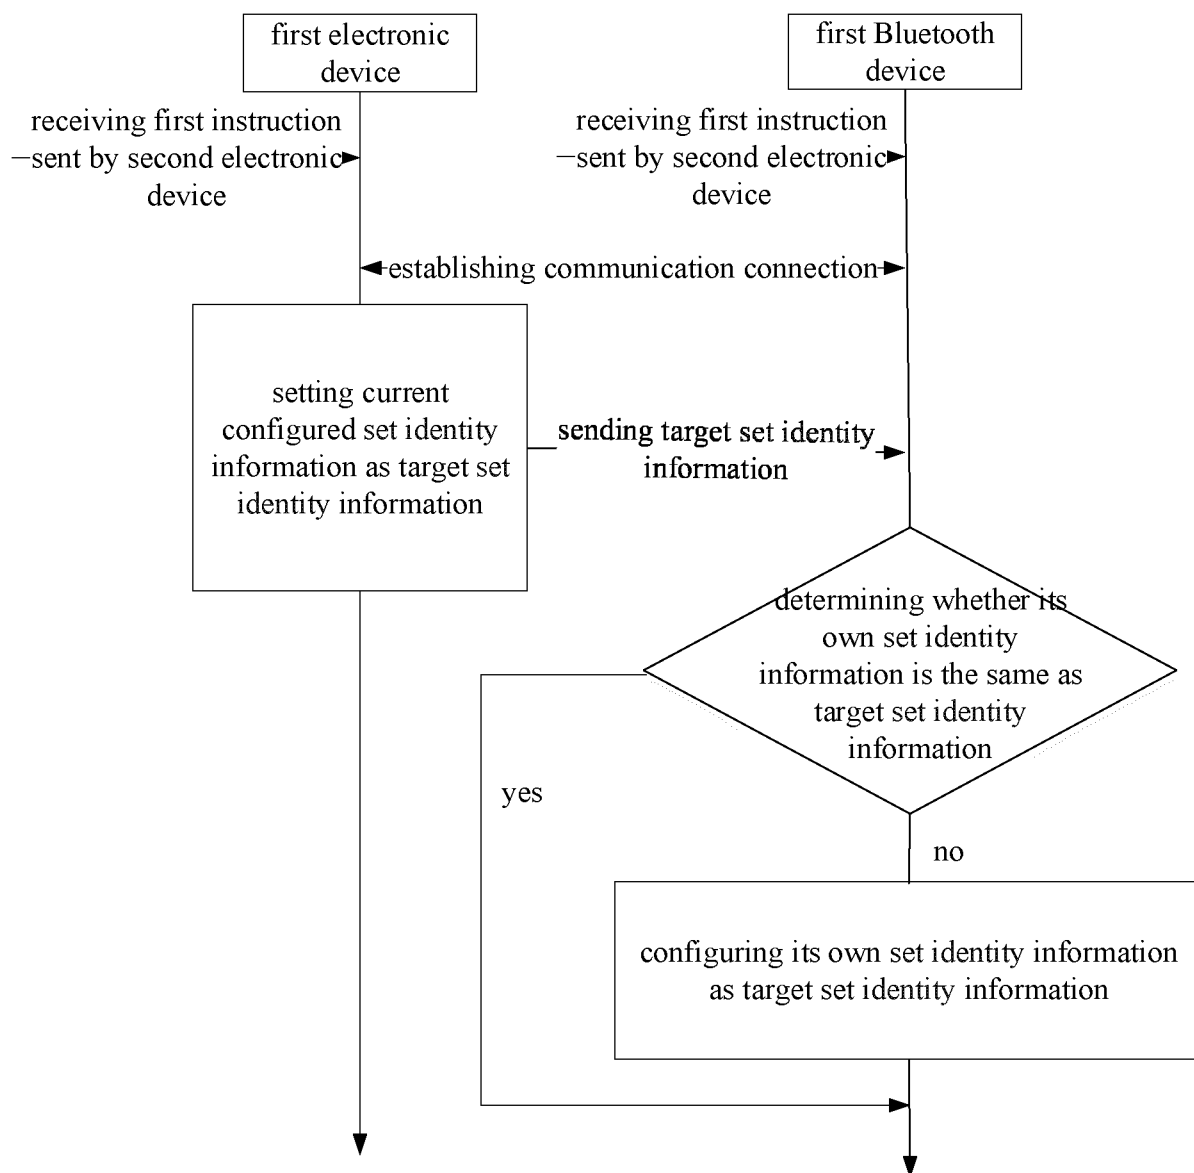 first electronic
device
first Bluetooth
device
receiving first instruction
sent by second electronic
device
receiving first instruction
sent by second electronic
device
establishing communication connection
setting current
configured set identity
information as target set
identity information
sending target set identity
information
determining whether its
own set identity
information is the same as
target set identity
information
yes
no
configuring its own set identity information
as target set identity information